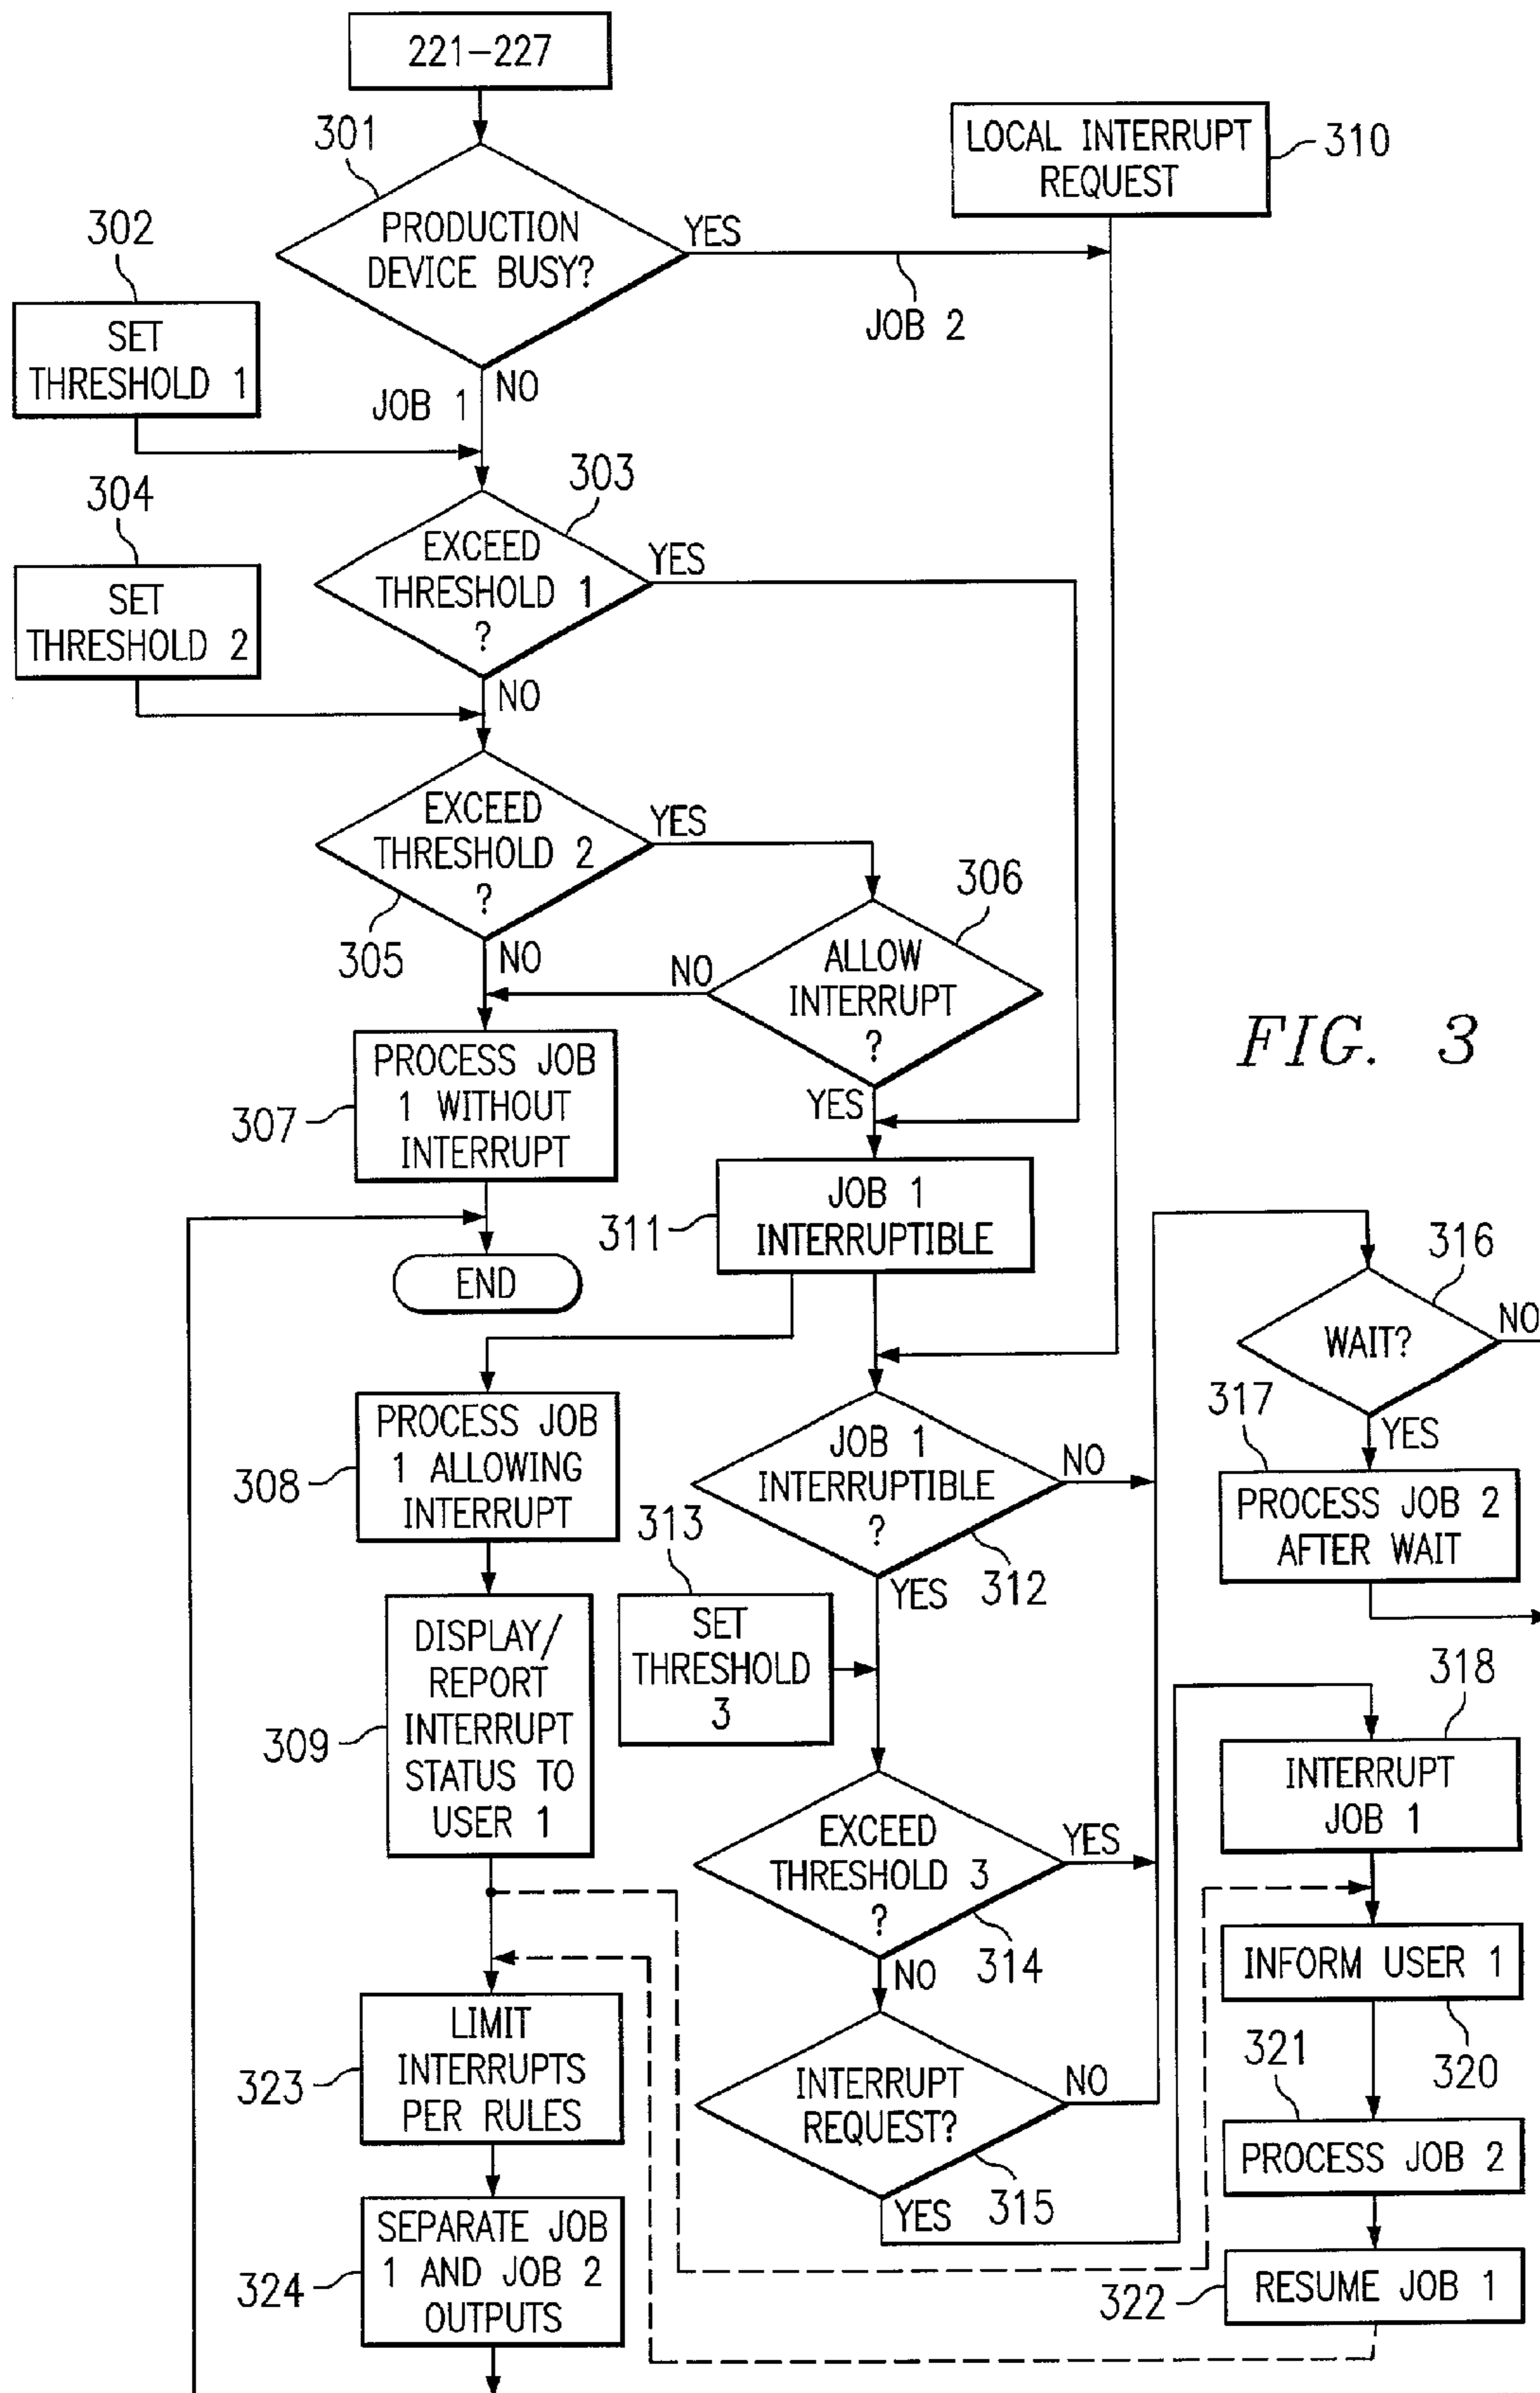 221-227
301
PRODUCTION
DEVICE BUSY?
YES
JOB 2
LOCAL INTERRUPT
REQUEST
310
302
SET
THRESHOLD 1
JOB 1
NO
304
SET
THRESHOLD 2
303
EXCEED
THRESHOLD 1
?
YES
NO
EXCEED
THRESHOLD 2
?
YES
305
NO
306
ALLOW
INTERRUPT
?
NO
YES
FIG. 3
307
PROCESS JOB
1 WITHOUT
INTERRUPT
311
JOB 1
INTERRUPTIBLE
END
316
WAIT?
NO
YES
317
PROCESS JOB 2
AFTER WAIT
308
PROCESS JOB
1 ALLOWING
INTERRUPT
JOB 1
INTERRUPTIBLE
?
NO
312
YES
313
SET
THRESHOLD
3
309
DISPLAY/
REPORT
INTERRUPT
STATUS TO
USER 1
318
INTERRUPT
JOB 1
EXCEED
THRESHOLD 3
?
YES
314
NO
INFORM USER 1
320
323
LIMIT
INTERRUPTS
PER RULES
INTERRUPT
REQUEST?
NO
315
YES
321
PROCESS JOB 2
324
SEPARATE JOB
1 AND JOB 2
OUTPUTS
322
RESUME JOB 1